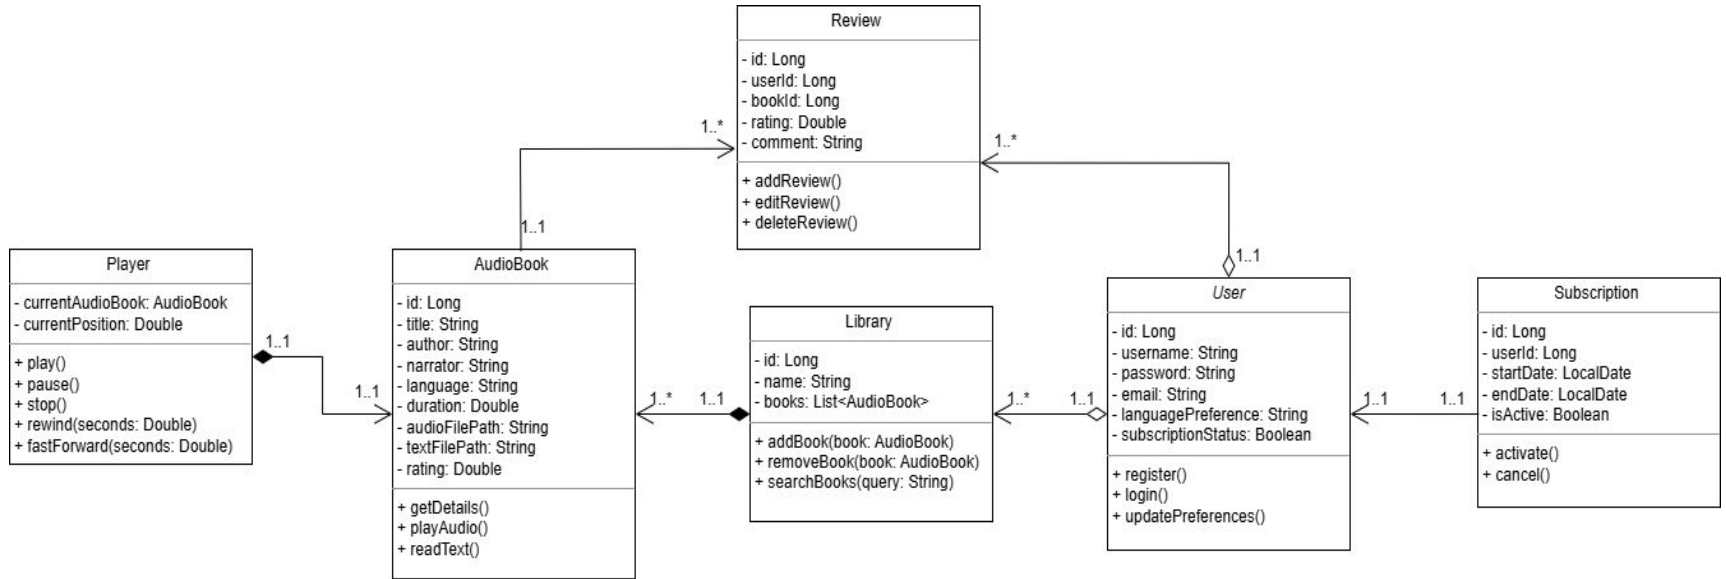 Review
- id: Long
- userId: Long
- bookId: Long
- rating: Double
- comment: String
+ addReview()
+ editReview()
+ deleteReview()
1..*
1..*
1..1
1..1
Player
- currentAudioBook: AudioBook
- currentPosition: Double
+ play()
+ pause()
+ stop()
+ rewind(seconds: Double)
+ fastForward(seconds: Double)
1..1
1..1
AudioBook
- id: Long
- title: String
- author: String
- narrator: String
- language: String
- duration: Double
- audioFilePath: String
- textFilePath: String
- rating: Double
+ getDetails()
+ playAudio()
+ readText()
1..*
1..1
Library
- id: Long
- name: String
- books: List<AudioBook>
+ addBook(book: AudioBook)
+ removeBook(book: AudioBook)
+ searchBooks(query: String)
1..*
1..1
User
- id: Long
- username: String
- password: String
- email: String
- languagePreference: String
- subscriptionStatus: Boolean
+ register()
+ login()
+ updatePreferences()
1..1
1..1
Subscription
- id: Long
- userId: Long
- startDate: LocalDate
- endDate: LocalDate
- isActive: Boolean
+ activate()
+ cancel()